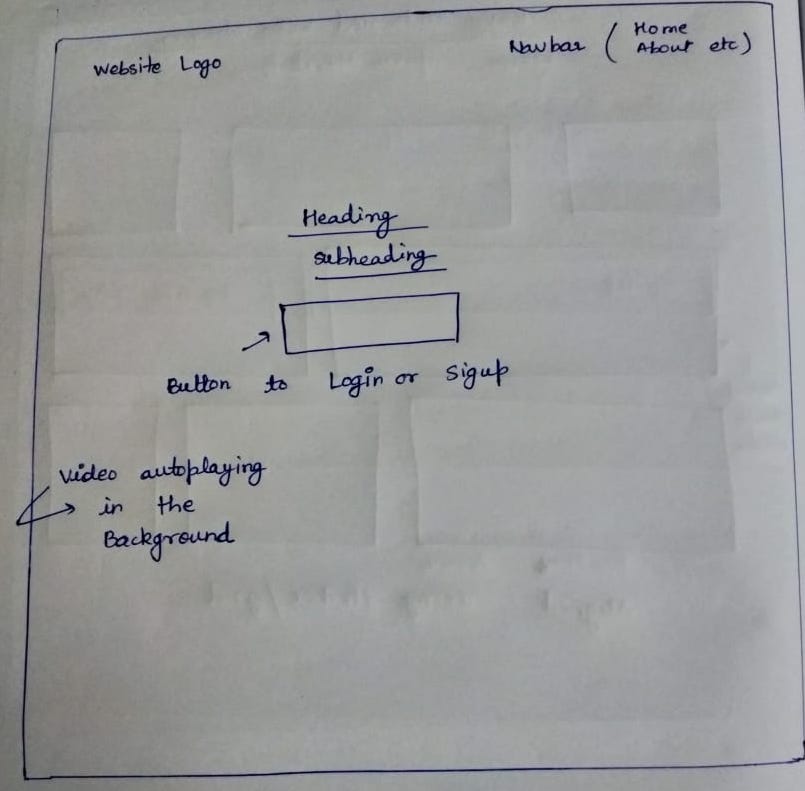 Website Logo
Navbar ( Home
About etc)
Heading
subheading
Button to Login or Sigup
Video autoplaying
in the
Background